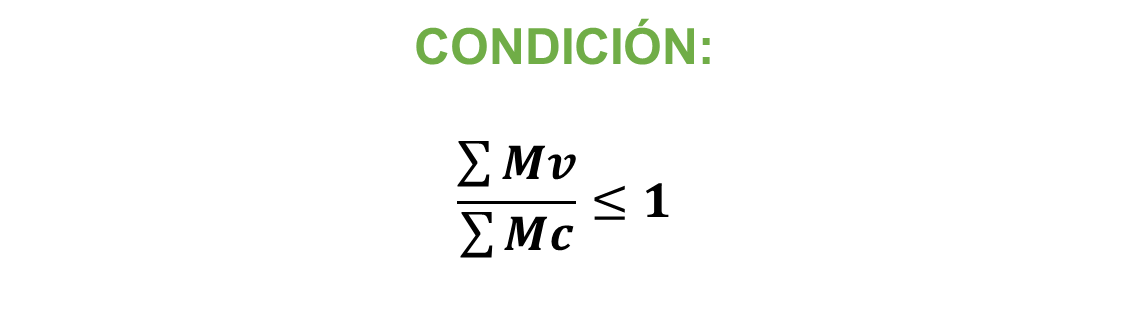 CONDICIÓN:
∑ Mv
∑ Mc
≤ 1